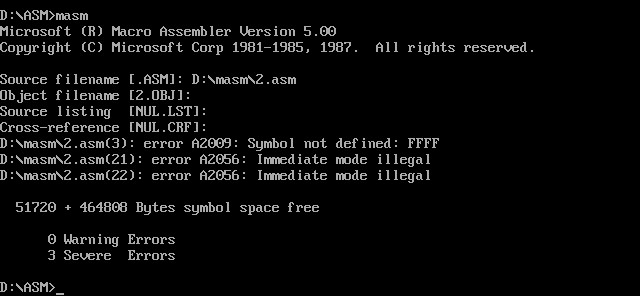 D:\ASM>masm
Microsoft (R) Macro Assembler Version 5.00
Copyright (C) Microsoft Corp 1981-1985, 1987.  All rights reserved.
Source filename [.ASM]: D:\masm\2.asm
Object filename [2.OBJ]:
Source listing  [NUL.LST]:
Cross-reference [NUL.CRF]:
D:\masm\2.asm(3): error A2009: Symbol not defined: FFFF
D:\masm\2.asm(21): error A2056: Immediate mode illegal
D:\masm\2.asm(22): error A2056: Immediate mode illegal
51720 + 464808 Bytes symbol space free
0 Warning Errors
3 Severe  Errors
D:\ASM>_